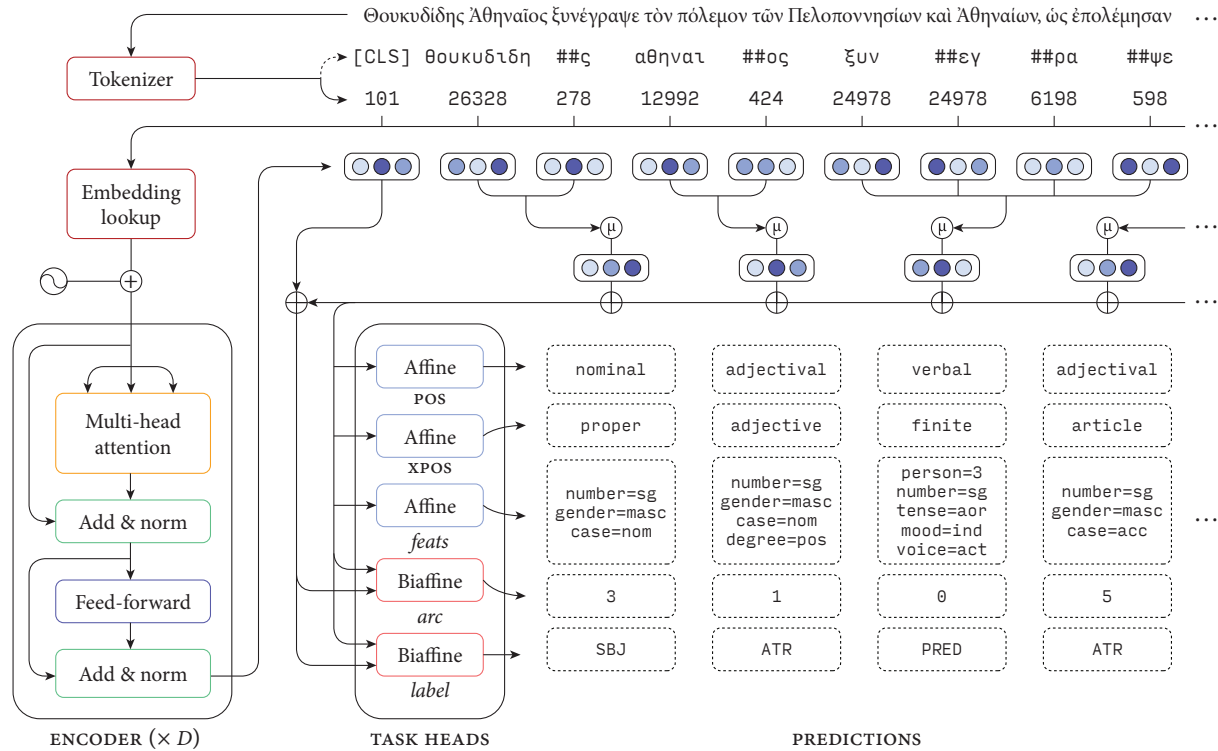 Θουκυδίδης Ἀθηναῖος ξυνέγραψε τὸν πόλεμον τῶν Πελοποννησίων καὶ Ἀθηναίων, ὡς ἐπολέμησαν ...
Tokenizer
[CLS] θουκυδιδη ##ς αθηναι ##ος ξυν ##εγ ##ρα ##ψε
101 26328 278 12992 424 24978 24978 6198 598
...
Embedding
lookup
μ μ μ μ ...
+
...
Multi-head
attention
Add & norm
Feed-forward
Add & norm
ENCODER (× D)
Affine
POS
Affine
XPOS
Affine
feats
Biaffine
arc
Biaffine
label
TASK HEADS
nominal adjectival verbal adjectival
proper adjective finite article
number=sg
gender=masc
case=nom
number=sg
gender=masc
case=nom
degree=pos
person=3
number=sg
tense=aor
mood=ind
voice=act
number=sg
gender=masc
case=acc
...
3 1 0 5
SBJ ATR PRED ATR
PREDICTIONS